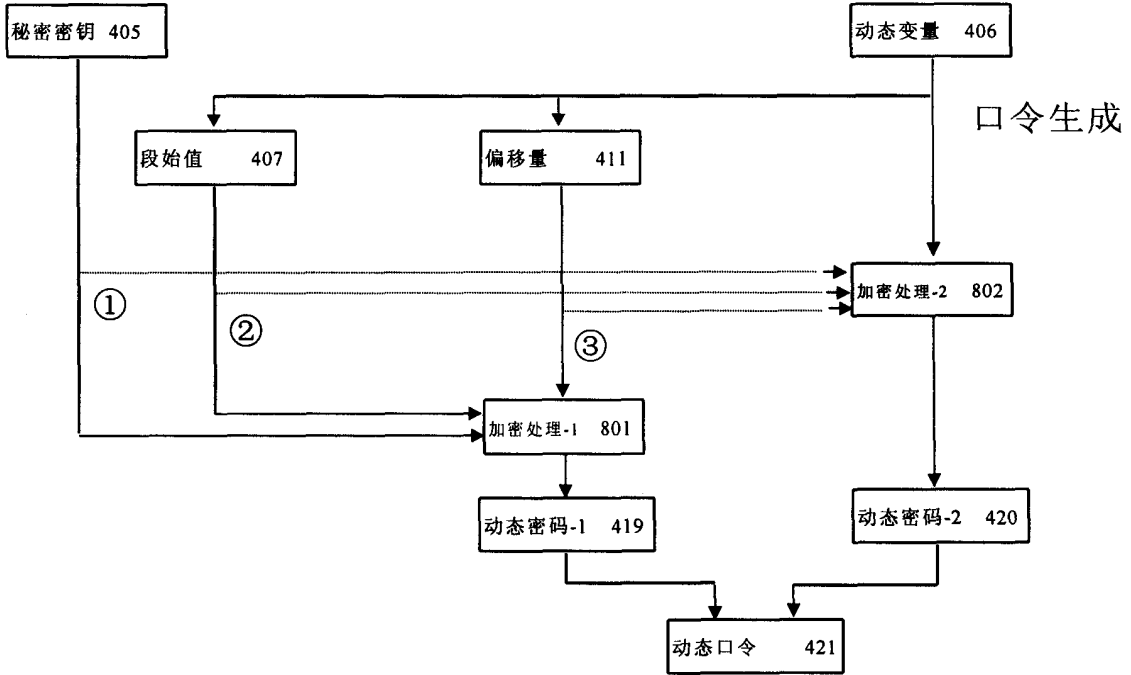 秘密密钥 405
动态变量 406
口令生成
段始值 407
偏移量 411
加密处理-2 802
①
②
③
加密处理-1 801
动态密码-1 419
动态密码-2 420
动态口令 421